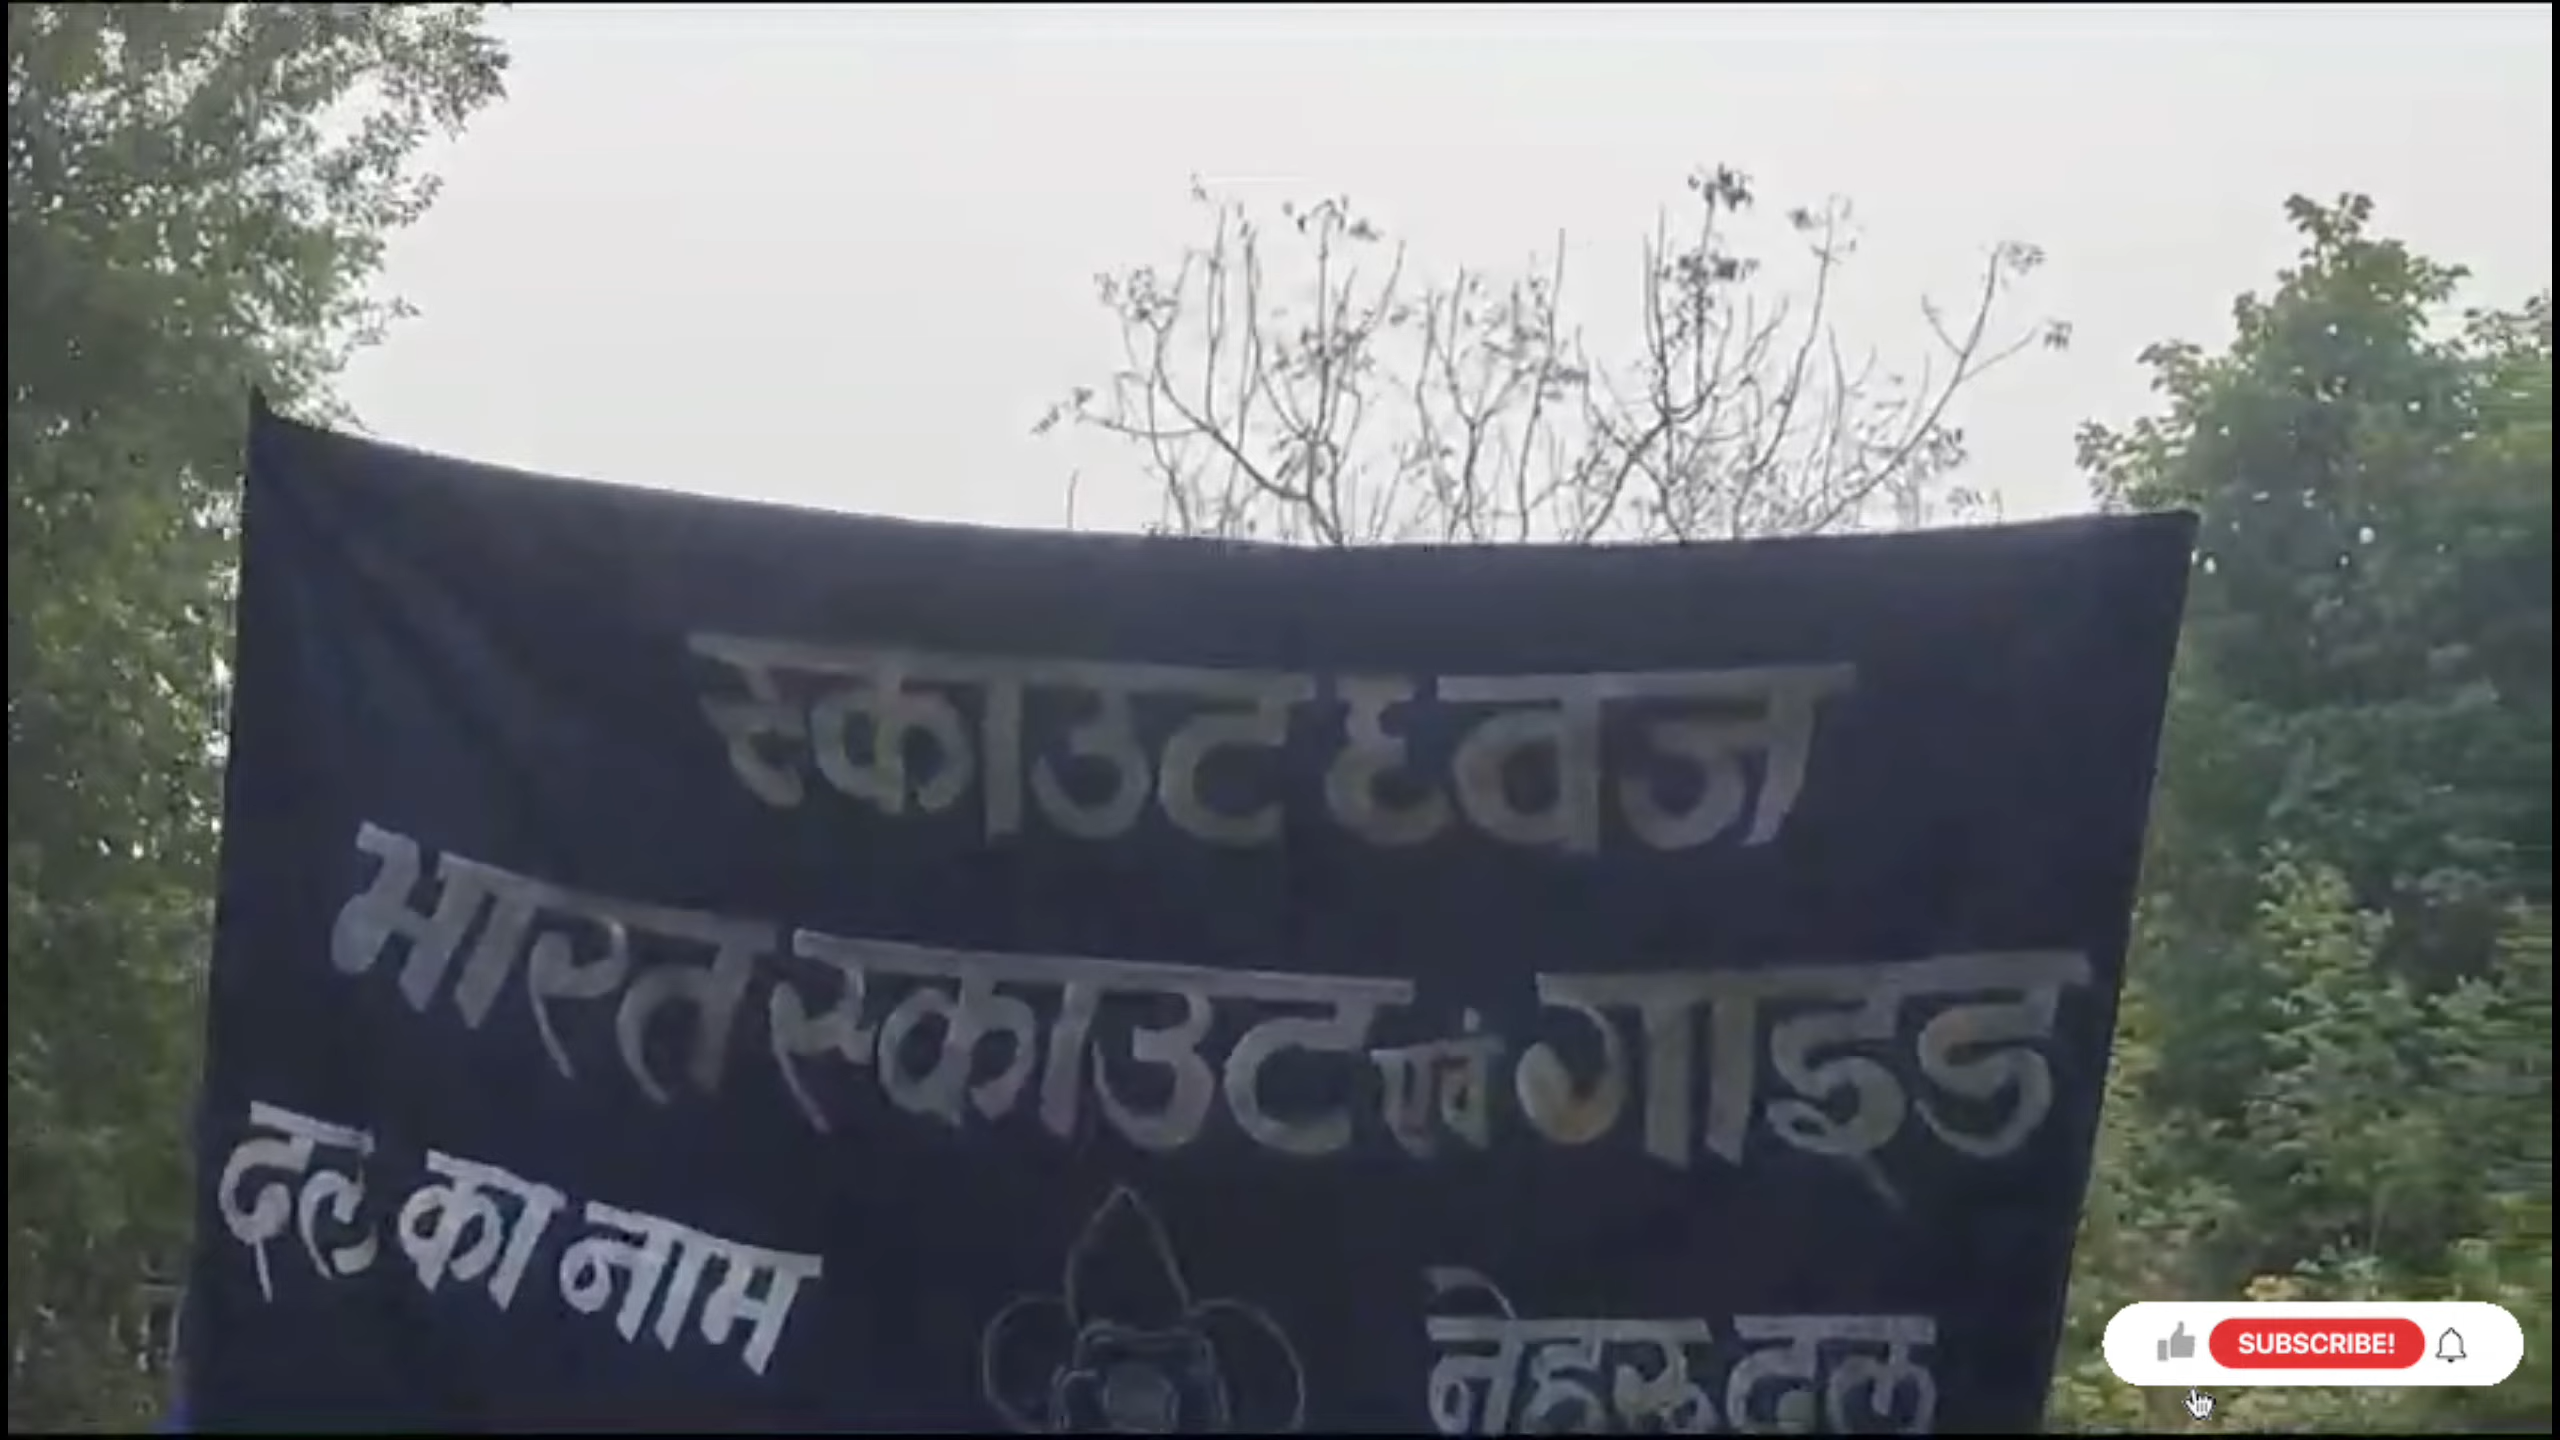 स्काउट ध्वज
भारत स्काउट एवं गाइड
दल का नाम
नेहरू दल
SUBSCRIBE!